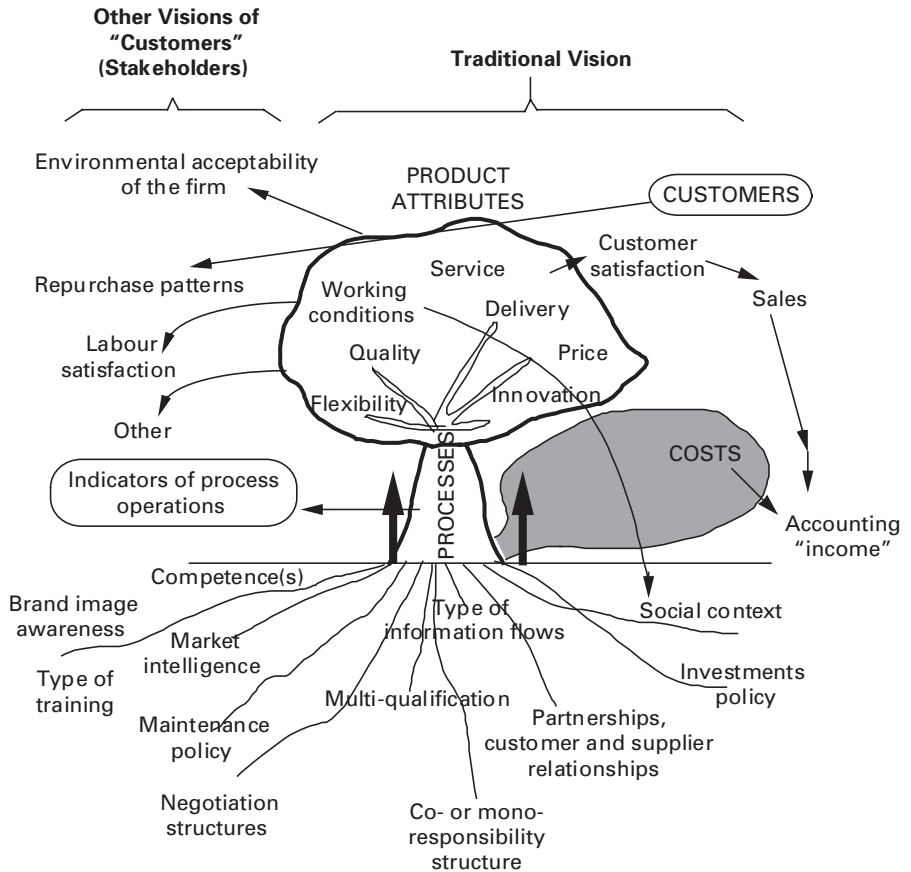 Other Visions of
“Customers”
(Stakeholders)
Traditional Vision
Environmental acceptability
of the firm
PRODUCT
ATTRIBUTES
CUSTOMERS
Customer
satisfaction
Service
Repurchase patterns
Working
conditions
Delivery
Sales
Labour
satisfaction
Quality
Price
Flexibility
Innovation
Other
COSTS
Indicators of process
operations
PROCESSES
Accounting
“income”
Competence(s)
Brand image
awareness
Type of
information flows
Social context
Market
intelligence
Type of
training
Investments
policy
Multi-qualification
Maintenance
policy
Partnerships,
customer and supplier
relationships
Negotiation
structures
Co- or mono-
responsibility
structure